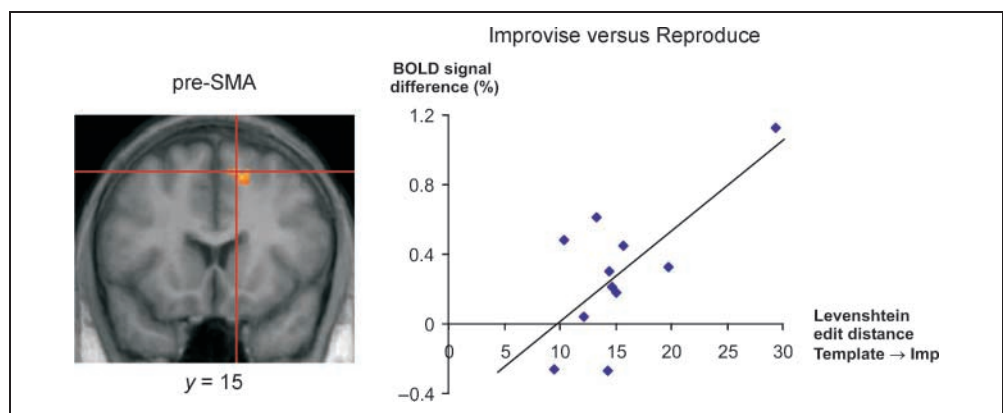 Improvise versus Reproduce
pre-SMA
y = 15
BOLD signal
difference (%)
1.2
0.8
0.4
0
–0.4
0 5 10 15 20 25 30
Levenshtein
edit distance
Template → Imp